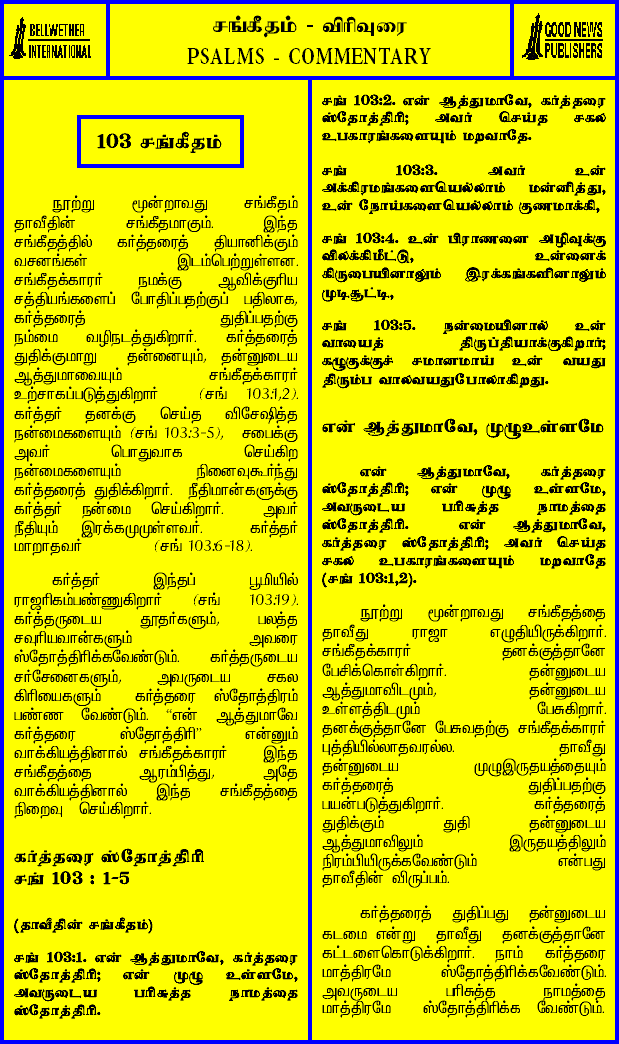 BELLWETHER
INTERNATIONAL
சங்கீதம் - விரிவுரை
PSALMS - COMMENTARY
GOOD NEWS
PUBLISHERS
103 சங்கீதம்
நூற்று மூன்றாவது சங்கீதம்
தாவீதின் சங்கீதமாகும். இந்த
சங்கீதத்தில் கர்த்தரைத் தியானிக்கும்
வசனங்கள் இடம்பெற்றுள்ளன.
சங்கீதக்காரர் நமக்கு ஆவிக்குரிய
சத்தியங்களைப் போதிப்பதற்குப் பதிலாக,
கர்த்தரைத் துதிப்பதற்கு
நம்மை வழிநடத்துகிறார். கர்த்தரைத்
துதிக்குமாறு தன்னையும், தன்னுடைய
ஆத்துமாவையும் சங்கீதக்காரர்
உற்சாகப்படுத்துகிறார் (சங் 103:1,2).
கர்த்தர் தனக்கு செய்த விசேஷித்த
நன்மைகளையும் (சங் 103:3-5), சபைக்கு
அவர் பொதுவாக செய்கிற
நன்மைகளையும் நினைவுகூர்ந்து
கர்த்தரைத் துதிக்கிறார். நீதிமான்களுக்கு
கர்த்தர் நன்மை செய்கிறார். அவர்
நீதியும் இரக்கமுமுள்ளவர். கர்த்தர்
மாறாதவர் (சங் 103:6-18).
கர்த்தர் இந்தப் பூமியில்
ராஜரிகம்பண்ணுகிறார் (சங் 103:19).
கர்த்தருடைய தூதர்களும், பலத்த
சவுரியவான்களும் அவரை
ஸ்தோத்திரிக்கவேண்டும். கர்த்தருடைய
சர்சேனைகளும், அவருடைய சகல
கிரியைகளும் கர்த்தரை ஸ்தோத்திரம்
பண்ண வேண்டும். “என் ஆத்துமாவே
கர்த்தரை ஸ்தோத்திரி” என்னும்
வாக்கியத்தினால் சங்கீதக்காரர் இந்த
சங்கீதத்தை ஆரம்பித்து, அதே
வாக்கியத்தினால் இந்த சங்கீதத்தை
நிறைவு செய்கிறார்.
கர்த்தரை ஸ்தோத்திரி
சங் 103 : 1-5
(தாவீதின் சங்கீதம்)
சங் 103:1. என் ஆத்துமாவே, கர்த்தரை
ஸ்தோத்திரி; என் முழு உள்ளமே,
அவருடைய பரிசுத்த நாமத்தை
ஸ்தோத்திரி.
சங் 103:2. என் ஆத்துமாவே, கர்த்தரை
ஸ்தோத்திரி; அவர் செய்த சகல
உபகாரங்களையும் மறவாதே.
சங் 103:3. அவர் உன்
அக்கிரமங்களையெல்லாம் மன்னித்து,
உன் நோய்களையெல்லாம் குணமாக்கி,
சங் 103:4. உன் பிராணனை அழிவுக்கு
விலக்கிமீட்டு, உன்னைக்
கிருபையினாலும் இரக்கங்களினாலும்
முடிசூட்டி,
சங் 103:5. நன்மையினால் உன்
வாயைத் திருப்தியாக்குகிறார்;
கழுகுக்குச் சமானமாய் உன் வயது
திரும்ப வாலவயதுபோலாகிறது.
என் ஆத்துமாவே, முழுஉள்ளமே
என் ஆத்துமாவே, கர்த்தரை
ஸ்தோத்திரி; என் முழு உள்ளமே,
அவருடைய பரிசுத்த நாமத்தை
ஸ்தோத்திரி. என் ஆத்துமாவே,
கர்த்தரை ஸ்தோத்திரி; அவர் செய்த
சகல உபகாரங்களையும் மறவாதே
(சங் 103:1,2).
நூற்று மூன்றாவது சங்கீதத்தை
தாவீது ராஜா எழுதியிருக்கிறார்.
சங்கீதக்காரர் தனக்குத்தானே
பேசிக்கொள்கிறார். தன்னுடைய
ஆத்துமாவிடமும், தன்னுடைய
உள்ளத்திடமும் பேசுகிறார்.
தனக்குத்தானே பேசுவதற்கு சங்கீதக்காரர்
புத்தியில்லாதவரல்ல. தாவீது
தன்னுடைய முழுஇருதயத்தையும்
கர்த்தரைத் துதிப்பதற்கு
பயன்படுத்துகிறார். கர்த்தரைத்
துதிக்கும் துதி தன்னுடைய
ஆத்துமாவிலும் இருதயத்திலும்
நிரம்பியிருக்கவேண்டும் என்பது
தாவீதின் விருப்பம்.
கர்த்தரைத் துதிப்பது தன்னுடைய
கடமை என்று தாவீது தனக்குத்தானே
கட்டளைகொடுக்கிறார். நாம் கர்த்தரை
மாத்திரமே ஸ்தோத்திரிக்கவேண்டும்.
அவருடைய பரிசுத்த நாமத்தை
மாத்திரமே ஸ்தோத்திரிக்க வேண்டும்.